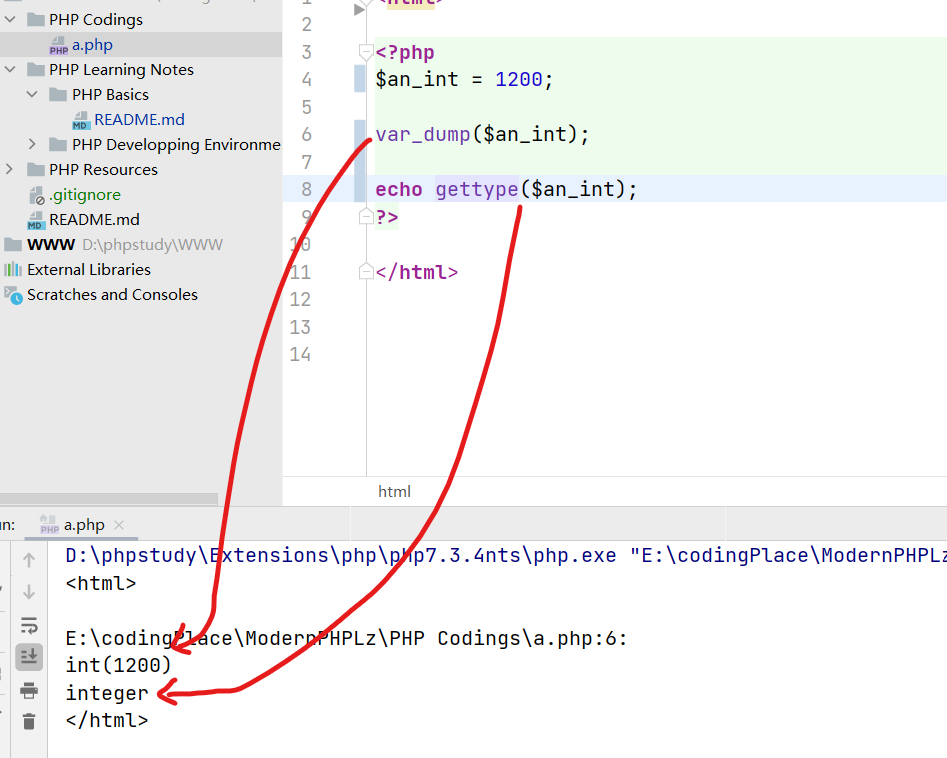 PHP Codings
a.php
PHP Learning Notes
PHP Basics
README.md
PHP Developping Environme
PHP Resources
.gitignore
README.md
WWW D:\phpstudy\WWW
External Libraries
Scratches and Consoles
1 <html>
2
3 <?php
4 $an_int = 1200;
5
6 var_dump($an_int);
7
8 echo gettype($an_int);
9 ?>
10
11 </html>
12
13
14
html
un: a.php
D:\phpstudy\Extensions\php\php7.3.4nts\php.exe "E:\codingPlace\ModernPHPLz
<html>
E:\codingPlace\ModernPHPLz\PHP Codings\a.php:6:
int(1200)
integer
</html>